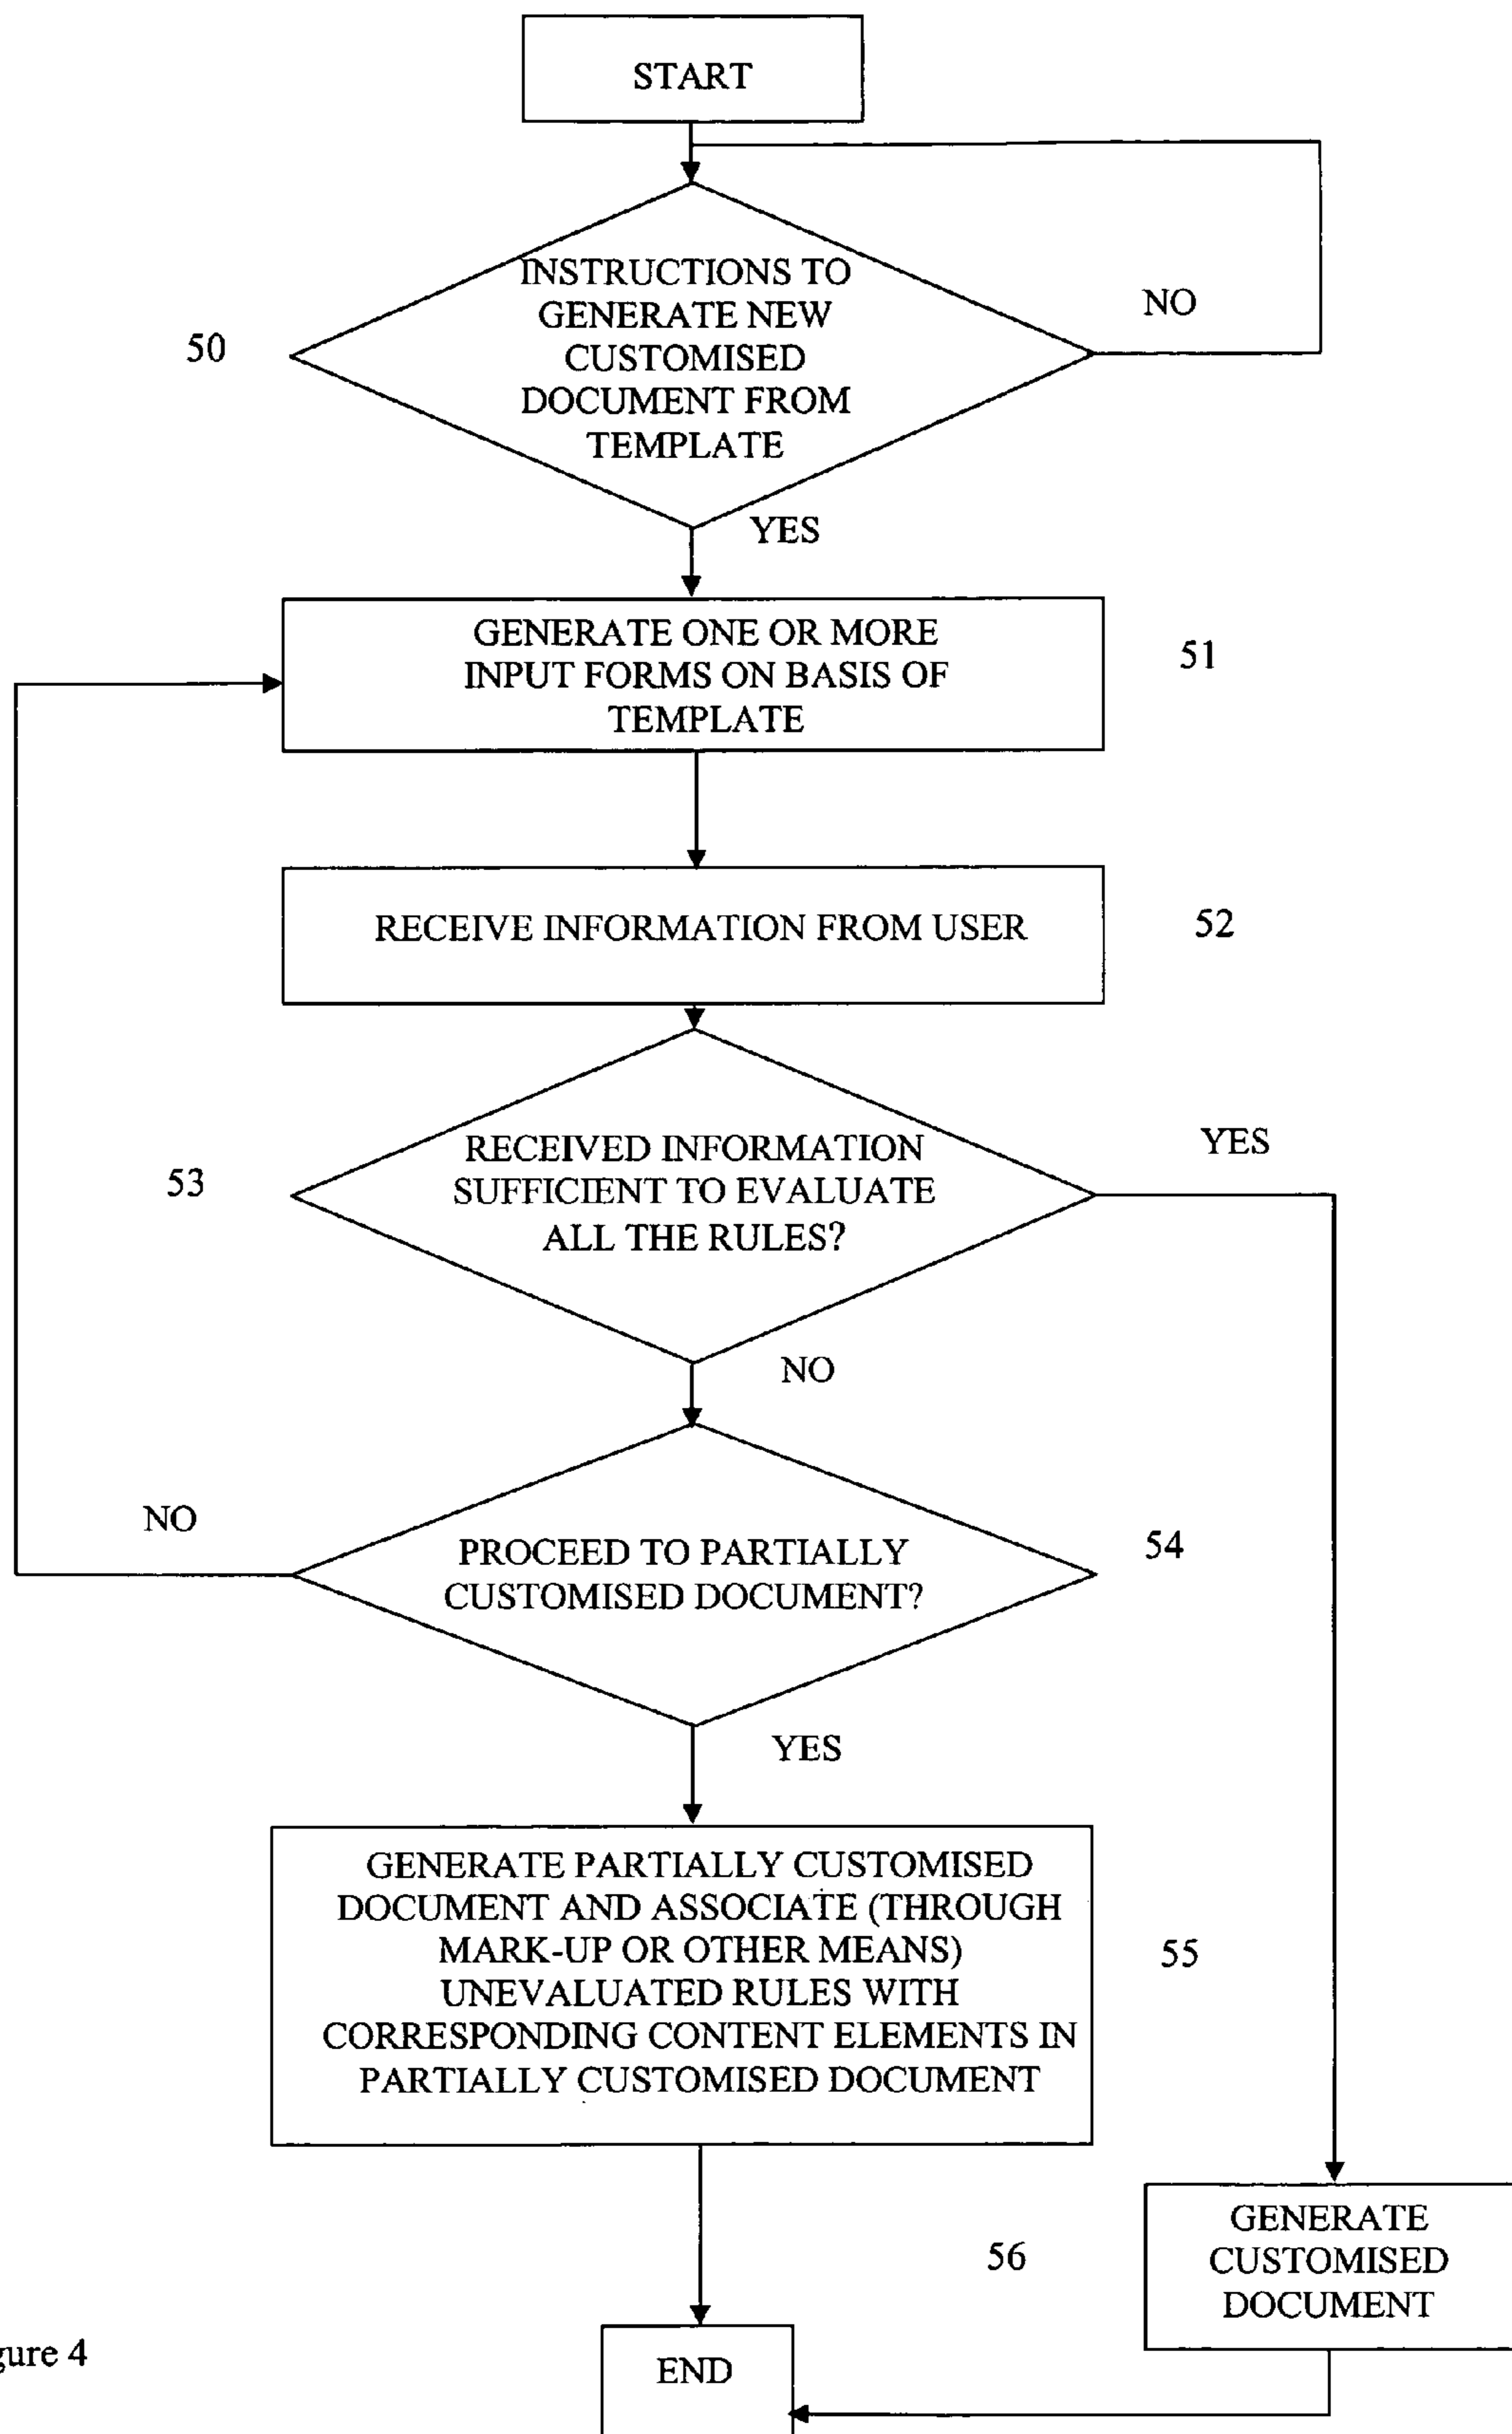 START
INSTRUCTIONS TO
GENERATE NEW
CUSTOMISED
DOCUMENT FROM
TEMPLATE
50
NO
YES
GENERATE ONE OR MORE
INPUT FORMS ON BASIS OF
TEMPLATE
51
RECEIVE INFORMATION FROM USER
52
RECEIVED INFORMATION
SUFFICIENT TO EVALUATE
ALL THE RULES?
53
YES
NO
PROCEED TO PARTIALLY
CUSTOMISED DOCUMENT?
54
NO
YES
GENERATE PARTIALLY CUSTOMISED
DOCUMENT AND ASSOCIATE (THROUGH
MARK-UP OR OTHER MEANS)
UNEVALUATED RULES WITH
CORRESPONDING CONTENT ELEMENTS IN
PARTIALLY CUSTOMISED DOCUMENT
55
56
GENERATE
CUSTOMISED
DOCUMENT
END
gure 4